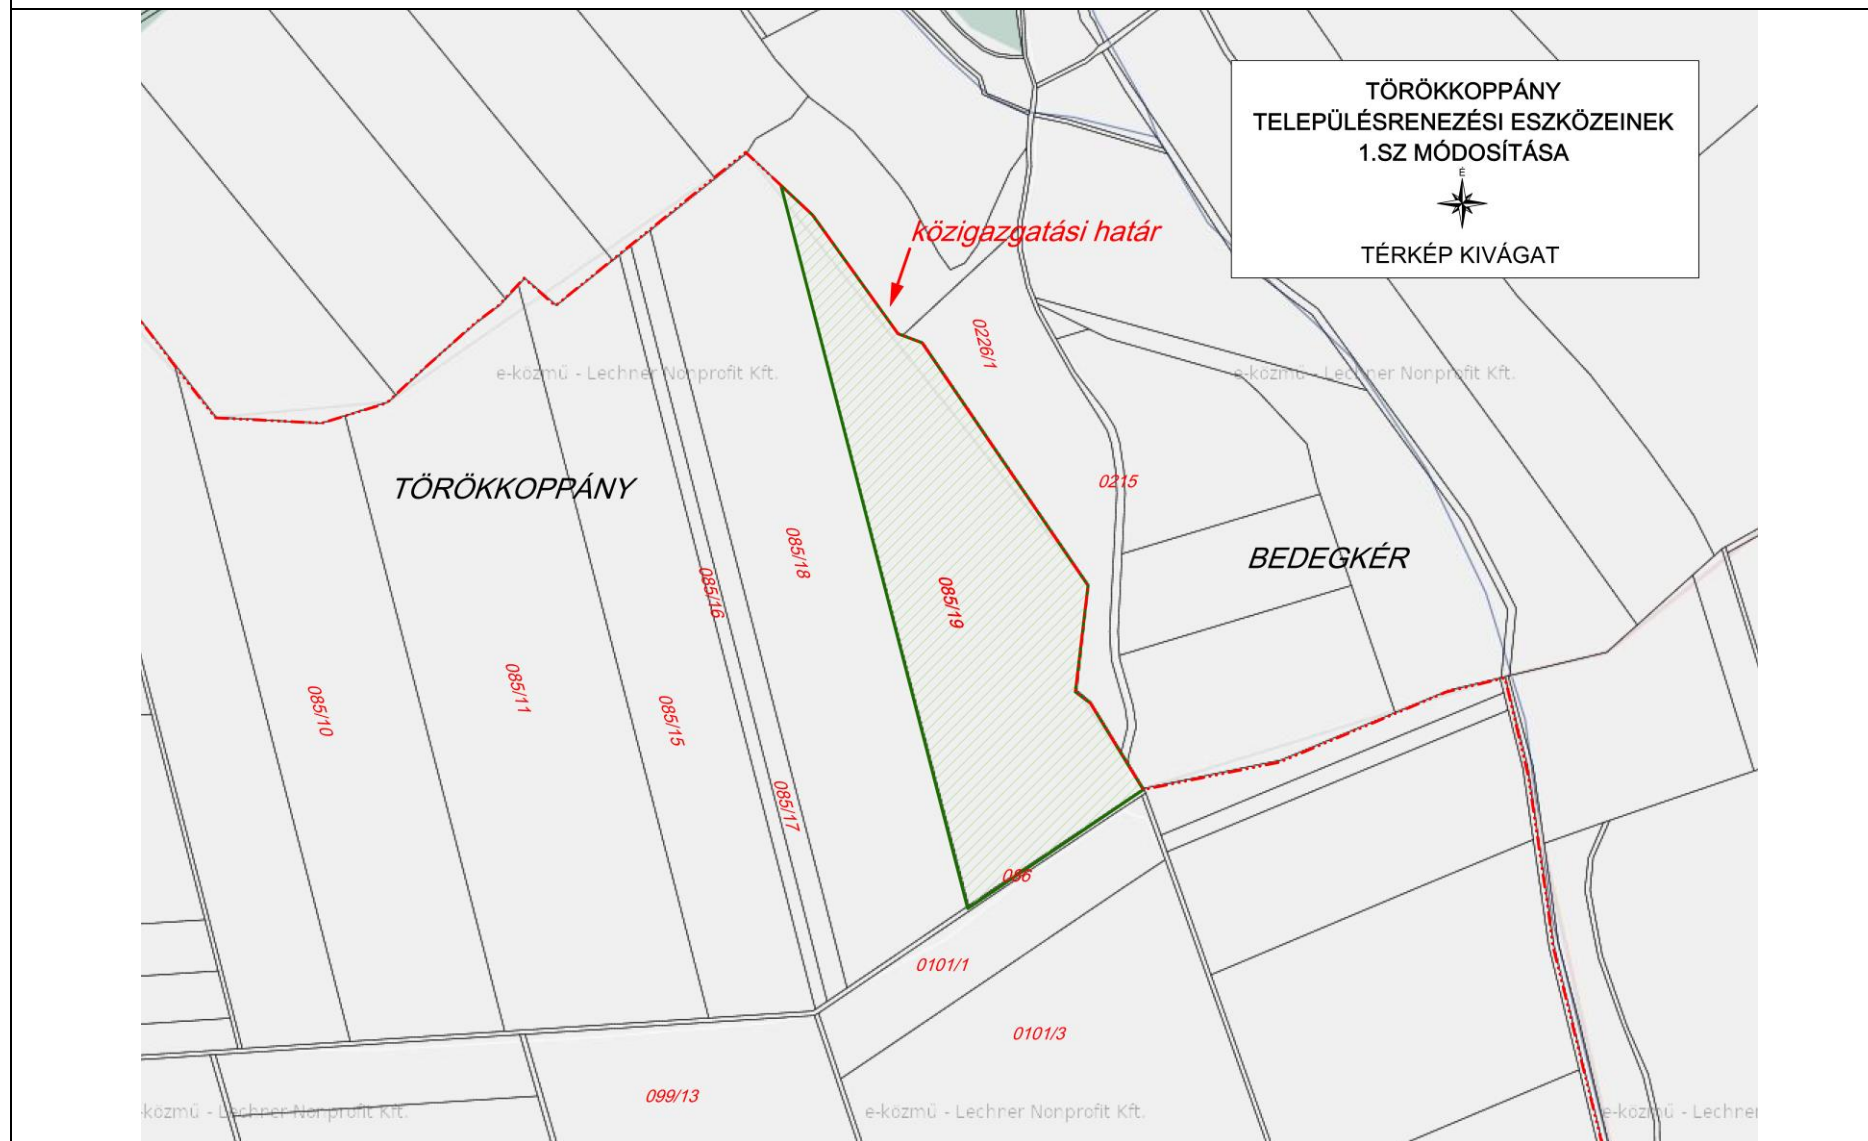 TÖRÖKKOPPÁNY
TELEPÜLÉSRENEZÉSI ESZKÖZEINEK
1.SZ MÓDOSÍTÁSA
É
TÉRKÉP KIVÁGAT
közigazgatási határ
0226/1
e-közmű - Lechner Nonprofit Kft.
e-közmű - Lechner Nonprofit Kft.
TÖRÖKKOPPÁNY
0215
085/18
BEDEGKÉR
085/16
085/19
085/10
085/11
085/15
085/17
086
0101/1
0101/3
099/13
közmű - Lechner Nonprofit Kft.
e-közmű - Lechner Nonprofit Kft.
e-közmű - Lechner